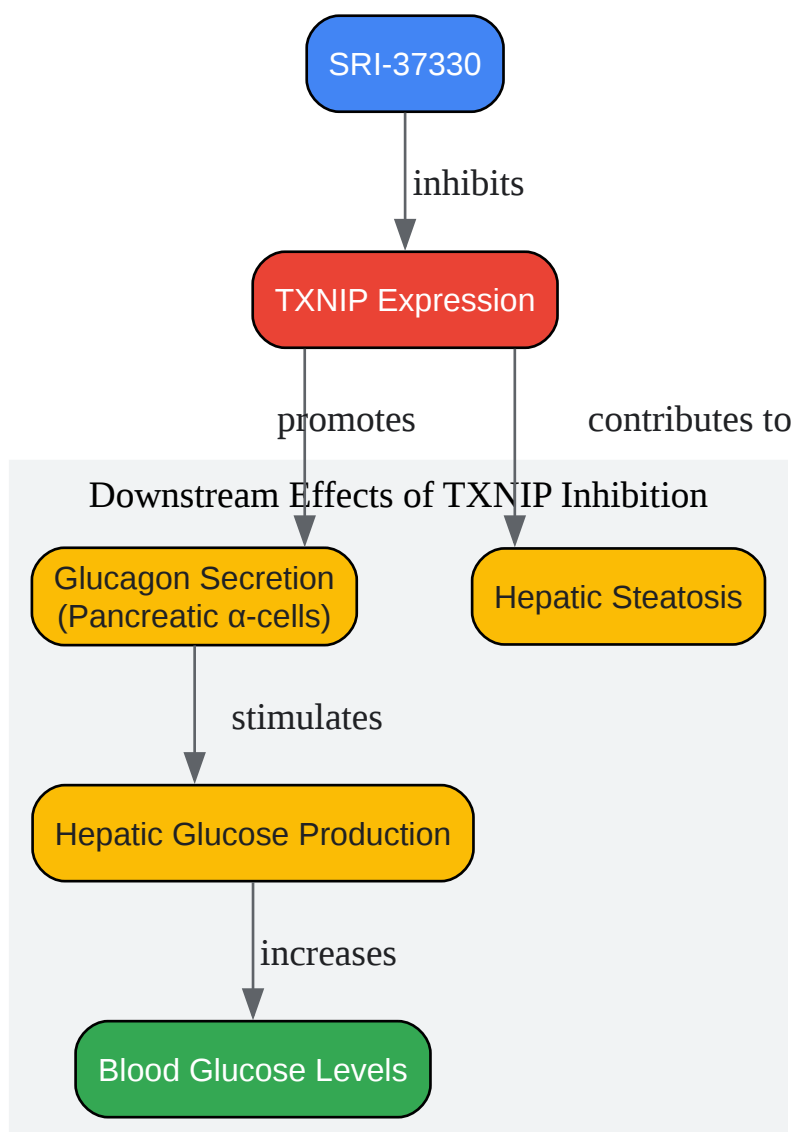 SRI-37330
inhibits
TXNIP Expression
promotes
contributes to
Downstream Effects of TXNIP Inhibition
Glucagon Secretion
(Pancreatic α-cells)
Hepatic Steatosis
stimulates
Hepatic Glucose Production
increases
Blood Glucose Levels